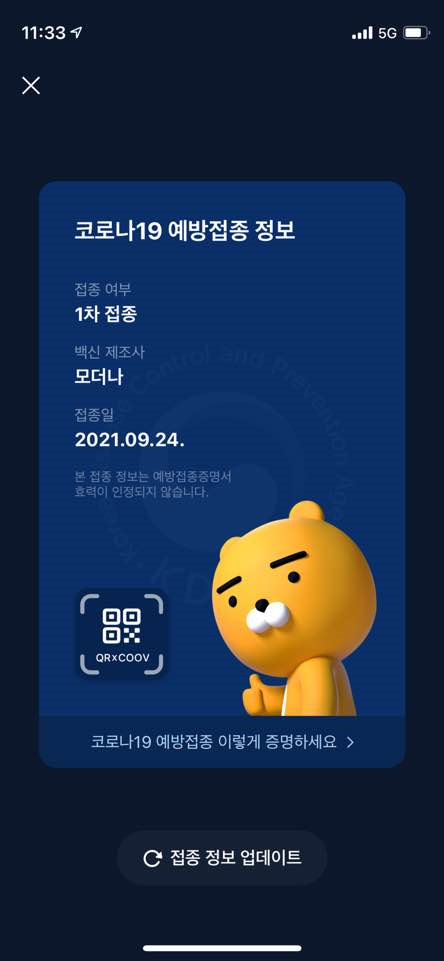 11:33
5G
코로나19 예방접종 정보
접종 여부
1차 접종
백신 제조사
모더나
접종일
2021.09.24.
본 접종 정보는 예방접종증명서
효력이 인정되지 않습니다.
Control and Prevention
KD
QRxCOOV
코로나19 예방접종 이렇게 증명하세요 >
접종 정보 업데이트